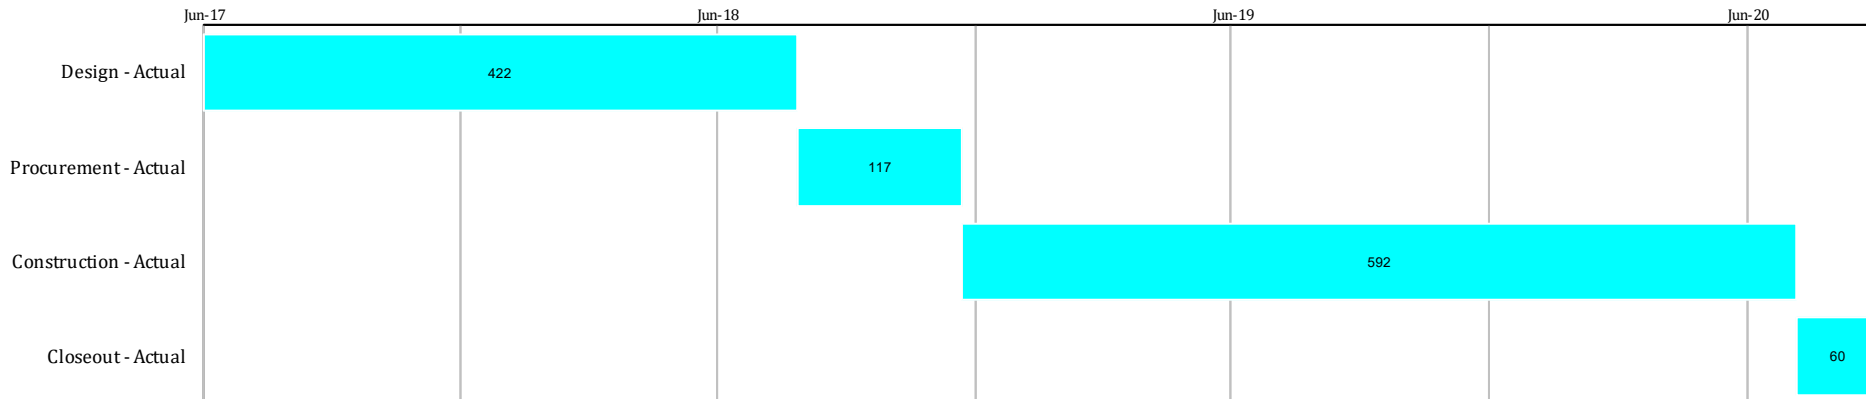 Jun-17 Jun-18 Jun-19 Jun-20
Design - Actual 422
Procurement - Actual 117
Construction - Actual 592
Closeout - Actual 60